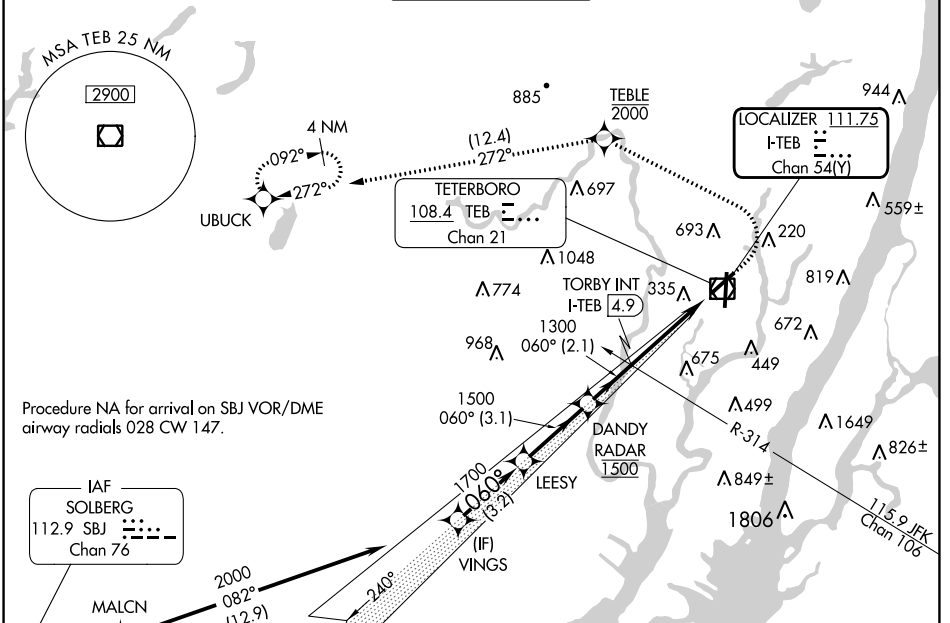 MSA TEB 25 NM
2900
885
TEBLE
2000
944
LOCALIZER 111.75
I-TEB
Chan 54(Y)
4 NM
(12.4)
272°
092°
272°
UBUCK
TETERBORO
108.4 TEB
Chan 21
697
559±
693
220
1048
TORBY INT
I-TEB 4.9
335
819
774
1300
060° (2.1)
672
968
675
449
Procedure NA for arrival on SBJ VOR/DME
airway radials 028 CW 147.
1500
060° (3.1)
499
DANDY
RADAR
1500
R-314
1649
826±
1700
060°
(3.2)
LEESY
849±
IAF
SOLBERG
112.9 SBJ
Chan 76
1806
115.9 JFK
Chan 106
(IF)
VINGS
240°
2000
082°
(12.9)
MALCN